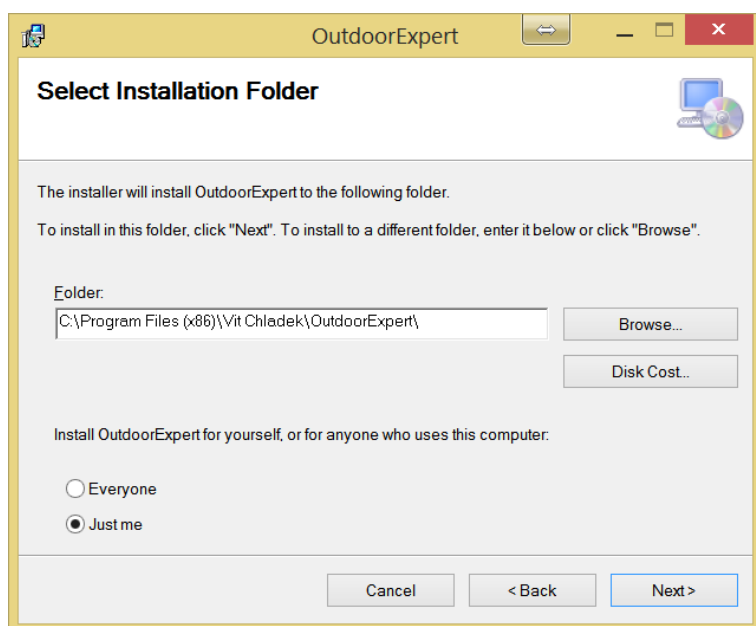 OutdoorExpert
Select Installation Folder
The installer will install OutdoorExpert to the following folder.
To install in this folder, click "Next". To install to a different folder, enter it below or click "Browse".
Folder:
C:\Program Files (x86)\Vit Chladek\OutdoorExpert\
Browse...
Disk Cost...
Install OutdoorExpert for yourself, or for anyone who uses this computer:
Everyone
Just me
Cancel
< Back
Next >